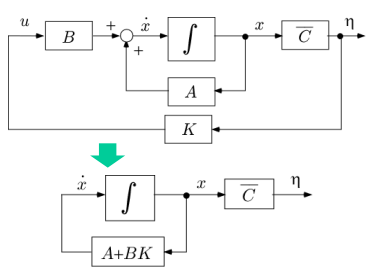 u B + + ẋ ∫ x C̅ η
A
K
ẋ ∫ x C̅ η
A+BK